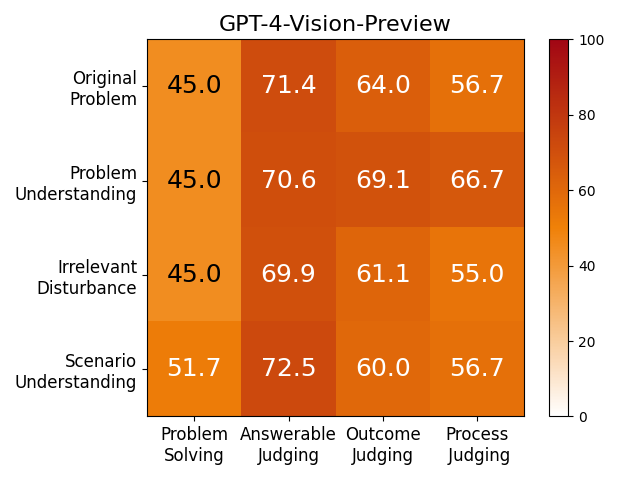 GPT-4-Vision-Preview
Original
Problem
45.0 71.4 64.0 56.7
Problem
Understanding
45.0 70.6 69.1 66.7
Irrelevant
Disturbance
45.0 69.9 61.1 55.0
Scenario
Understanding
51.7 72.5 60.0 56.7
Problem
Solving
Answerable
Judging
Outcome
Judging
Process
Judging
100
80
60
40
20
0